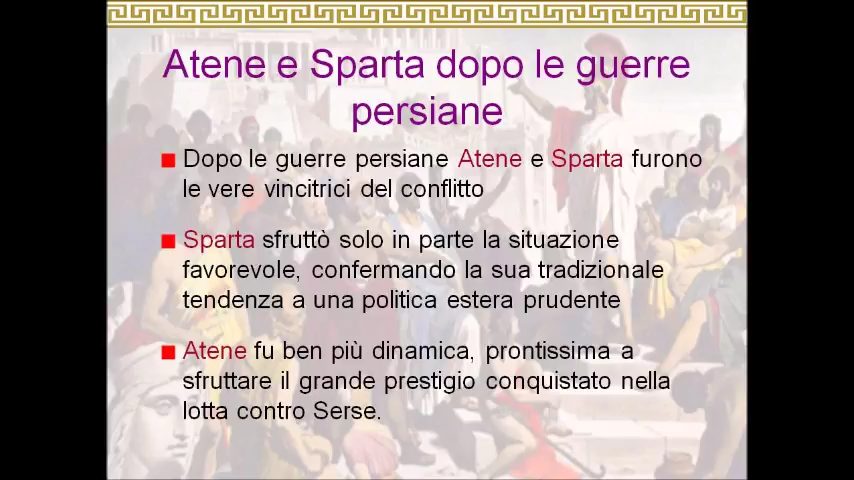 Atene e Sparta dopo le guerre
persiane
Dopo le guerre persiane Atene e Sparta furono
le vere vincitrici del conflitto
Sparta sfruttò solo in parte la situazione
favorevole, confermando la sua tradizionale
tendenza a una politica estera prudente
Atene fu ben più dinamica, prontissima a
sfruttare il grande prestigio conquistato nella
lotta contro Serse.